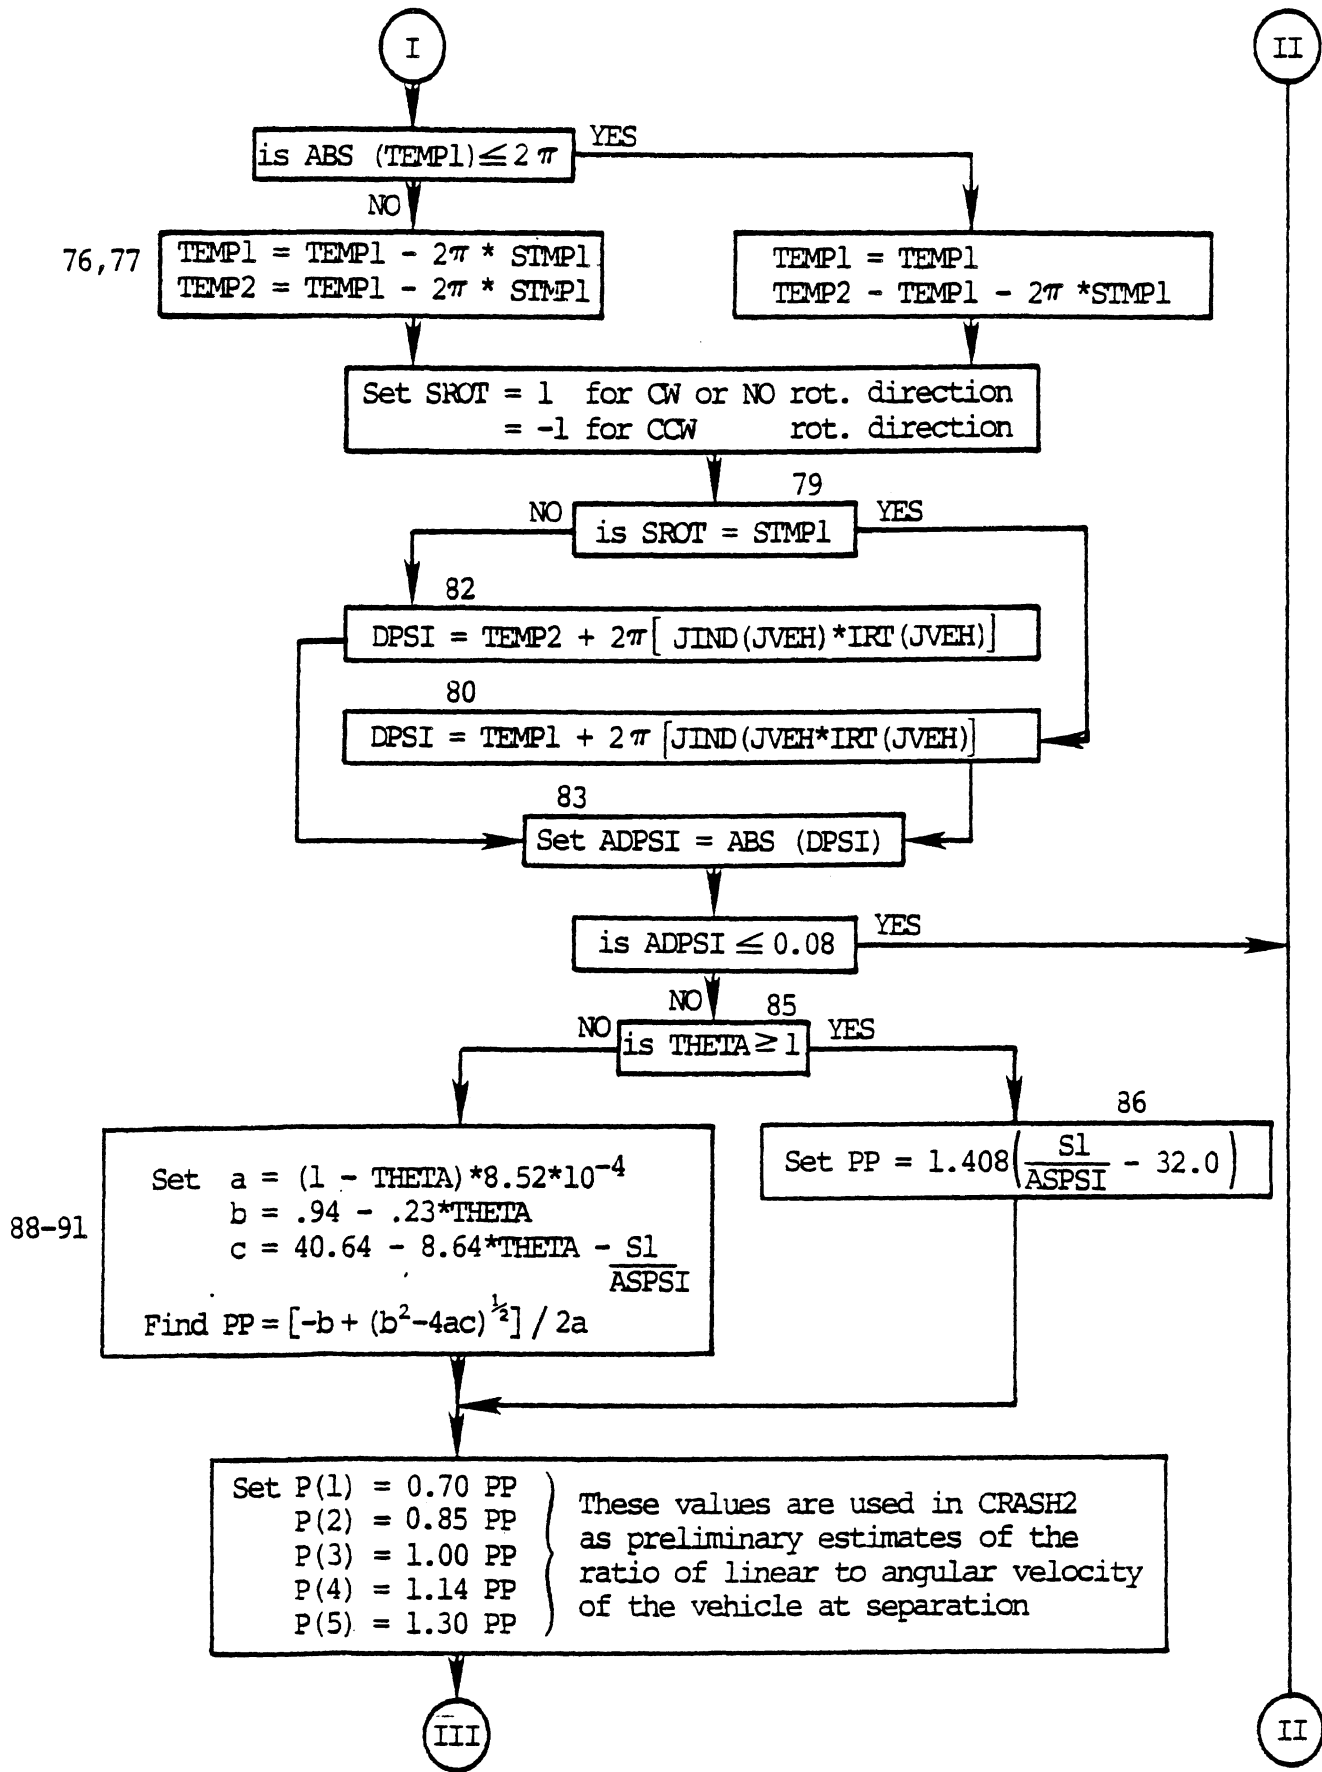 I
II
is ABS (TEMP1) ≤ 2 π
YES
NO
76,77
TEMP1 = TEMP1 - 2π * STMP1
TEMP2 = TEMP1 - 2π * STMP1
TEMP1 = TEMP1
TEMP2 - TEMP1 - 2π *STMP1
Set SROT = 1 for CW or NO rot. direction
= -1 for CCW rot. direction
79
NO
is SROT = STMP1
YES
82
DPSI = TEMP2 + 2π[ JIND(JVEH)*IRT(JVEH)]
80
DPSI = TEMP1 + 2π [JIND(JVEH*IRT(JVEH)]
83
Set ADPSI = ABS (DPSI)
is ADPSI ≤ 0.08
YES
NO
85
NO
is THETA ≥ 1
YES
86
Set PP = 1.408(S1/ASPSI - 32.0)
88-91
Set a = (1 - THETA)*8.52*10⁻⁴
b = .94 - .23*THETA
c = 40.64 - 8.64*THETA - S1/ASPSI
Find PP = [-b + (b²-4ac)^½] / 2a
Set P(1) = 0.70 PP
P(2) = 0.85 PP
P(3) = 1.00 PP
P(4) = 1.14 PP
P(5) = 1.30 PP
These values are used in CRASH2
as preliminary estimates of the
ratio of linear to angular velocity
of the vehicle at separation
III
II